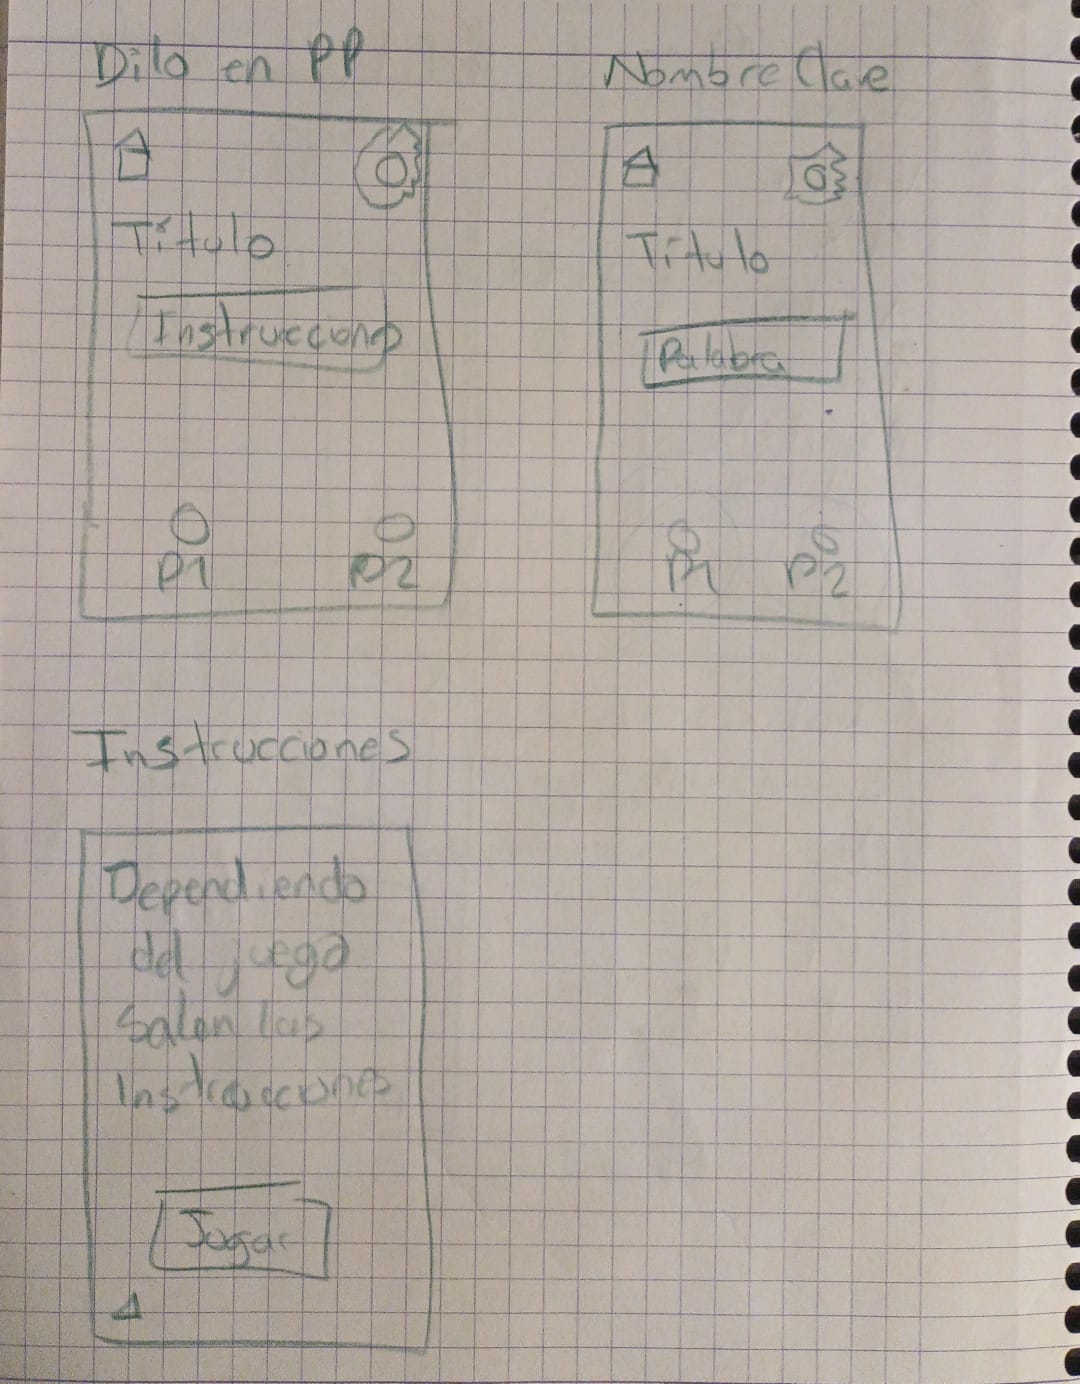 Dilo en PP
Título
Instrucciones
P1 P2
Nombre Clave
Título
Palabra
P1 P2
Instrucciones
Dependiendo
del juego
Salen las
Instrucciones
Jugar